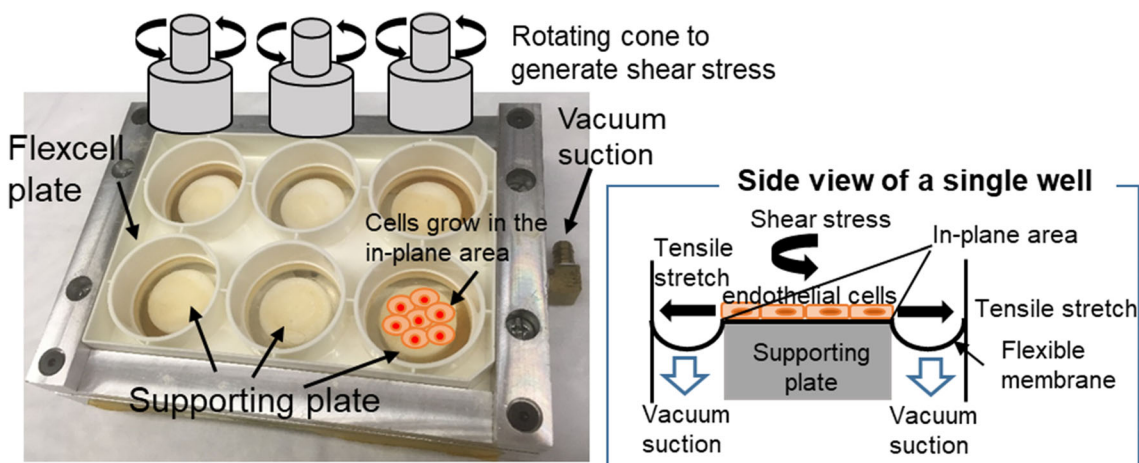 Rotating cone to
generate shear stress
Flexcell
plate
Vacuum
suction
Cells grow in the
in-plane area
Supporting plate
Side view of a single well
Shear stress
In-plane area
Tensile
stretch
endothelial cells
Tensile stretch
Supporting
plate
Flexible
membrane
Vacuum
suction
Vacuum
suction